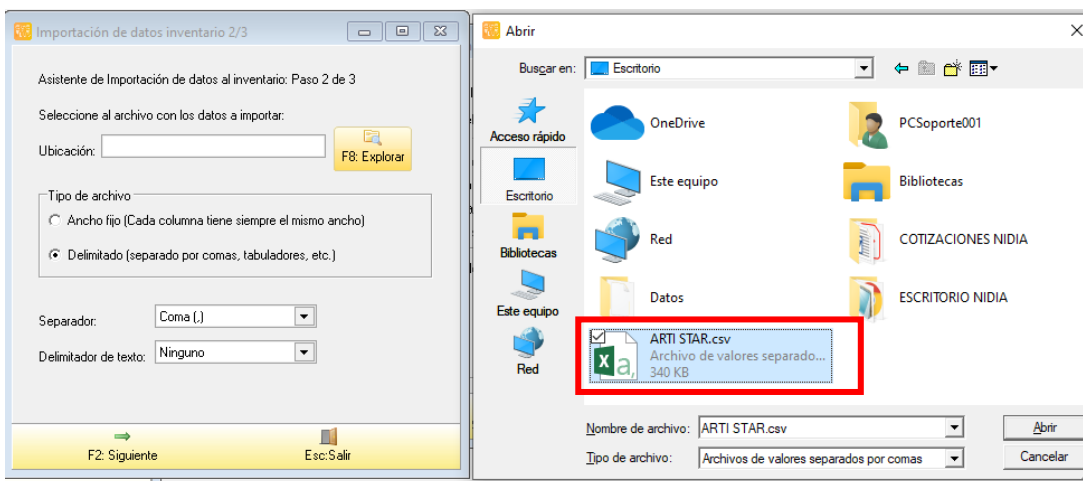 Importación de datos inventario 2/3
Asistente de Importación de datos al inventario: Paso 2 de 3
Seleccione al archivo con los datos a importar:
Ubicación:
F8: Explorar
Tipo de archivo
Ancho fijo (Cada columna tiene siempre el mismo ancho)
Delimitado (separado por comas, tabuladores, etc.)
Separador:
Coma (,)
Delimitador de texto:
Ninguno
F2: Siguiente
Esc:Salir
Abrir
Buscar en:
Escritorio
Acceso rápido
Escritorio
Bibliotecas
Este equipo
Red
OneDrive
PCSoporte001
Este equipo
Bibliotecas
Red
COTIZACIONES NIDIA
Datos
ESCRITORIO NIDIA
ARTI STAR.csv
Archivo de valores separado...
340 KB
Nombre de archivo:
ARTI STAR.csv
Abrir
Tipo de archivo:
Archivos de valores separados por comas
Cancelar